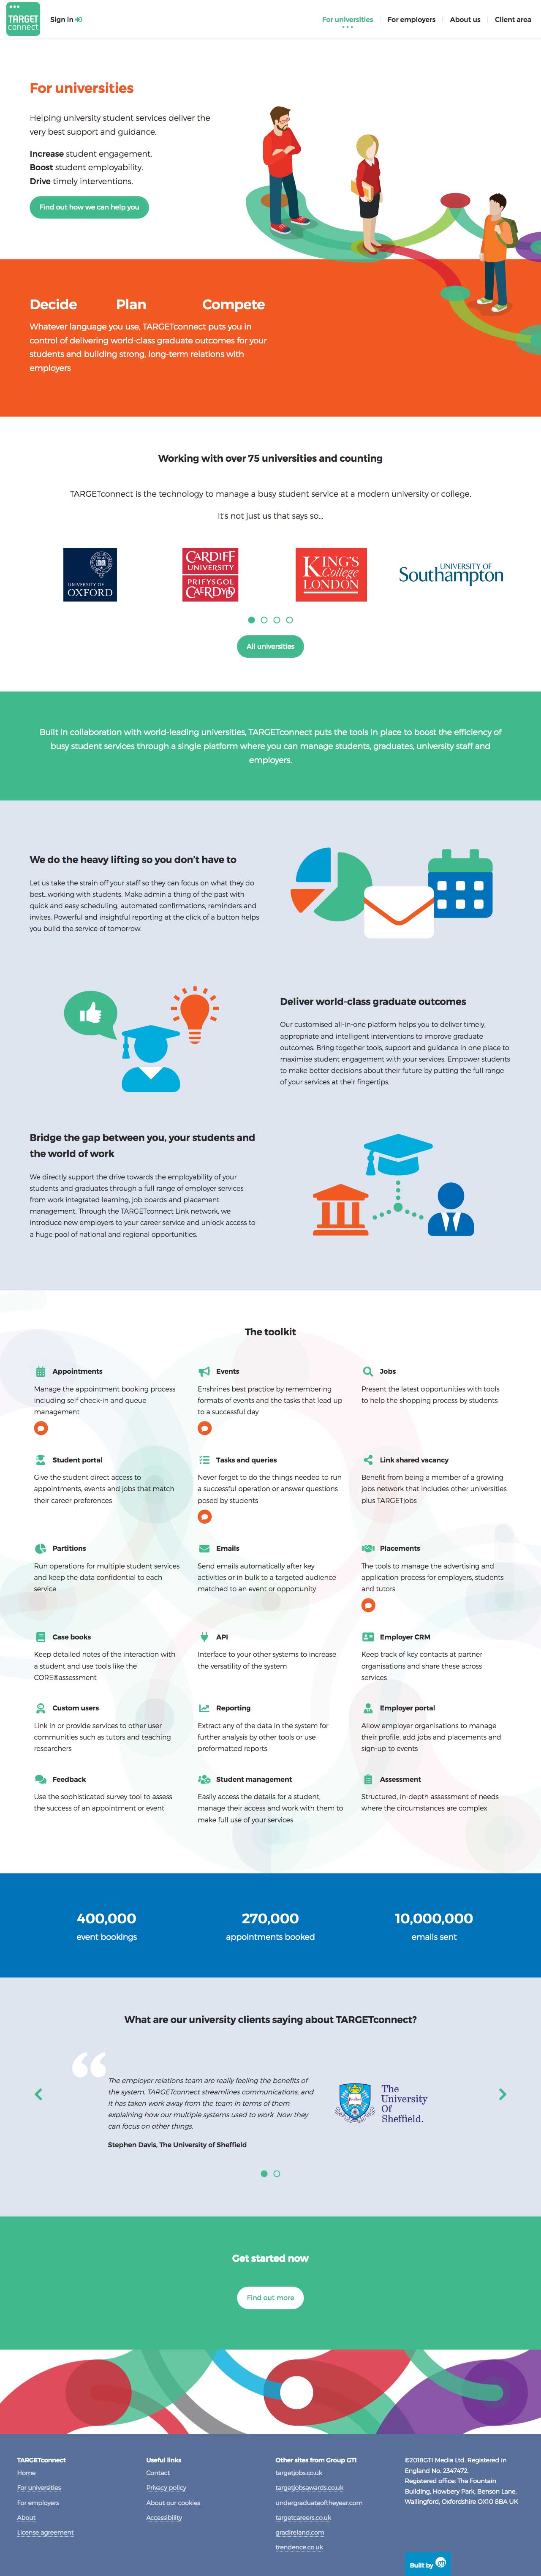 TARGET
connect
Sign in
For universities
For employers
About us
Client area
For universities
Helping university student services deliver the
very best support and guidance.
Increase student engagement.
Boost student employability.
Drive timely interventions.
Find out how we can help you
Decide Plan Compete
Whatever language you use, TARGETconnect puts you in
control of delivering world-class graduate outcomes for your
students and building strong, long-term relations with
employers
Working with over 75 universities and counting
TARGETconnect is the technology to manage a busy student service at a modern university or college.
It's not just us that says so...
UNIVERSITY OF
OXFORD
CARDIFF
UNIVERSITY
PRIFYSGOL
CAERDYDD
KING'S
College
LONDON
UNIVERSITY OF
Southampton
All universities
Built in collaboration with world-leading universities, TARGETconnect puts the tools in place to boost the efficiency of
busy student services through a single platform where you can manage students, graduates, university staff and
employers.
We do the heavy lifting so you don't have to
Let us take the strain off your staff so they can focus on what they do
best...working with students. Make admin a thing of the past with
quick and easy scheduling, automated confirmations, reminders and
invites. Powerful and insightful reporting at the click of a button helps
you build the service of tomorrow.
Deliver world-class graduate outcomes
Our customised all-in-one platform helps you to deliver timely,
appropriate and intelligent interventions to improve graduate
outcomes. Bring together tools, support and guidance in one place to
maximise student engagement with your services. Empower students
to make better decisions about their future by putting the full range
of your services at their fingertips.
Bridge the gap between you, your students and
the world of work
We directly support the drive towards the employability of your
students and graduates through a full range of employer services
from work integrated learning, job boards and placement
management. Through the TARGETconnect Link network, we
introduce new employers to your career service and unlock access to
a huge pool of national and regional opportunities.
The toolkit
Appointments
Manage the appointment booking process
including self check-in and queue
management
Events
Enshrines best practice by remembering
formats of events and the tasks that lead up
to a successful day
Jobs
Present the latest opportunities with tools
to help the shopping process by students
Student portal
Give the student direct access to
appointments, events and jobs that match
their career preferences
Tasks and queries
Never forget to do the things needed to run
a successful operation or answer questions
posed by students
Link shared vacancy
Benefit from being a member of a growing
jobs network that includes other universities
plus TARGETjobs
Partitions
Run operations for multiple student services
and keep the data confidential to each
service
Emails
Send emails automatically after key
activities or in bulk to a targeted audience
matched to an event or opportunity
Placements
The tools to manage the advertising and
application process for employers, students
and tutors
Case books
Keep detailed notes of the interaction with
a student and use tools like the
CORE®assessment
API
Interface to your other systems to increase
the versatility of the system
Employer CRM
Keep track of key contacts at partner
organisations and share these across
services
Custom users
Link in or provide services to other user
communities such as tutors and teaching
researchers
Reporting
Extract any of the data in the system for
further analysis by other tools or use
preformatted reports
Employer portal
Allow employer organisations to manage
their profile, add jobs and placements and
sign-up to events
Feedback
Use the sophisticated survey tool to assess
the success of an appointment or event
Student management
Easily access the details for a student,
manage their access and work with them to
make full use of your services
Assessment
Structured, in-depth assessment of needs
where the circumstances are complex
400,000
event bookings
270,000
appointments booked
10,000,000
emails sent
What are our university clients saying about TARGETconnect?
The employer relations team are really feeling the benefits of
the system. TARGETconnect streamlines communications, and
it has taken work away from the team in terms of them
explaining how our multiple systems used to work. Now they
can focus on other things.
Stephen Davis, The University of Sheffield
The
University
Of
Sheffield.
Get started now
Find out more
TARGETconnect
Home
For universities
For employers
About
License agreement
Useful links
Contact
Privacy policy
About our cookies
Accessibility
Other sites from Group GTI
targetjobs.co.uk
targetjobsawards.co.uk
undergraduateoftheyear.com
targetcareers.co.uk
gradireland.com
trendence.co.uk
©2018GTI Media Ltd. Registered in
England No. 2347472.
Registered office: The Fountain
Building, Howbery Park, Benson Lane,
Wallingford, Oxfordshire OX10 8BA UK
Built by
gti